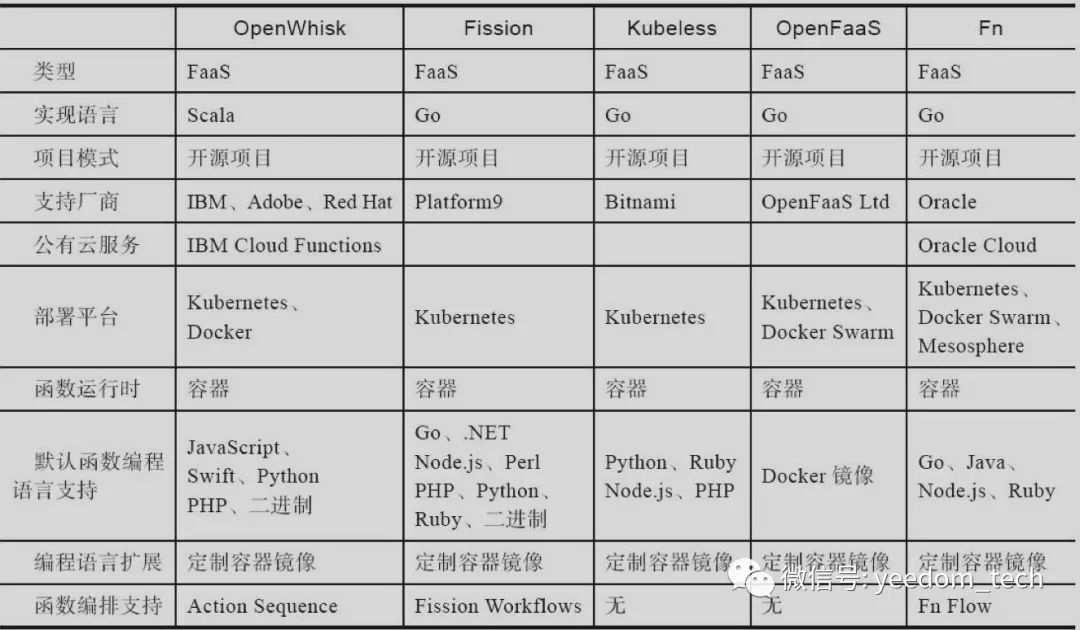 OpenWhisk Fission Kubeless OpenFaaS Fn
类型 FaaS FaaS FaaS FaaS FaaS
实现语言 Scala Go Go Go Go
项目模式 开源项目 开源项目 开源项目 开源项目 开源项目
支持厂商 IBM、Adobe、Red Hat Platform9 Bitnami OpenFaaS Ltd Oracle
公有云服务 IBM Cloud Functions Oracle Cloud
部署平台
Kubernetes、
Docker
Kubernetes
Kubernetes
Kubernetes、
Docker Swarm
Kubernetes、
Docker Swarm、
Mesosphere
函数运行时 容器 容器 容器 容器 容器
默认函数编程
语言支持
JavaScript、
Swift、Python
PHP、二进制
Go、.NET
Node.js、Perl
PHP、Python、
Ruby、二进制
Python、Ruby
Node.js、PHP
Docker 镜像
Go、Java、
Node.js、Ruby
编程语言扩展 定制容器镜像 定制容器镜像 定制容器镜像 定制容器镜像 定制容器镜像
函数编排支持 Action Sequence Fission Workflows 无 无 Fn Flow
微信号: yeedom_tech